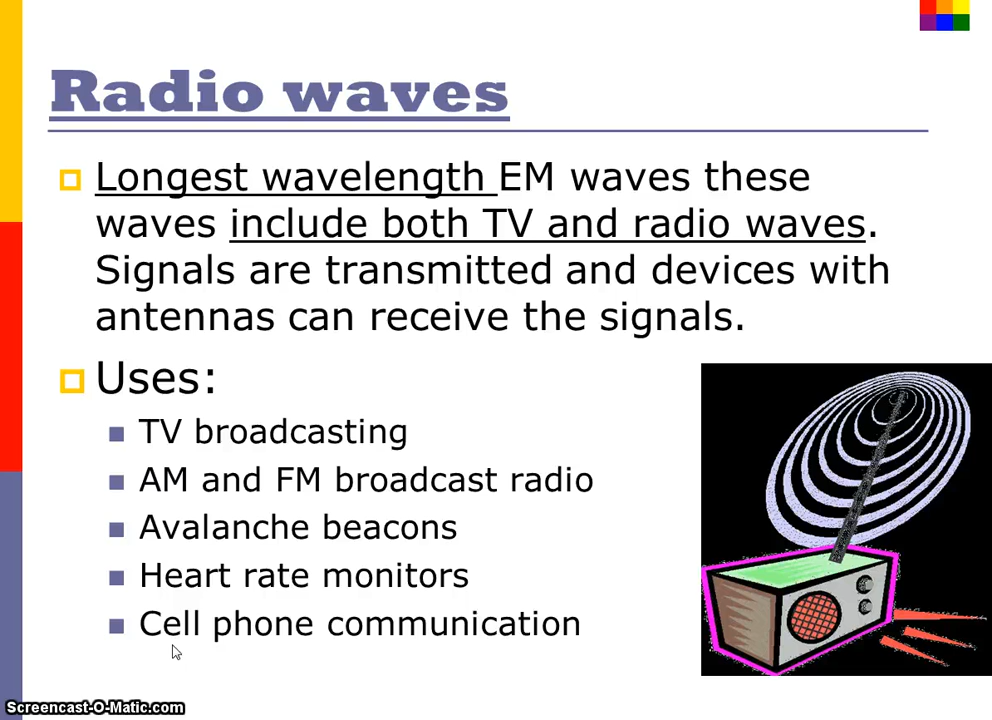 Radio waves
Longest wavelength EM waves these
waves include both TV and radio waves.
Signals are transmitted and devices with
antennas can receive the signals.
Uses:
TV broadcasting
AM and FM broadcast radio
Avalanche beacons
Heart rate monitors
Cell phone communication
Screencast-O-Matic.com